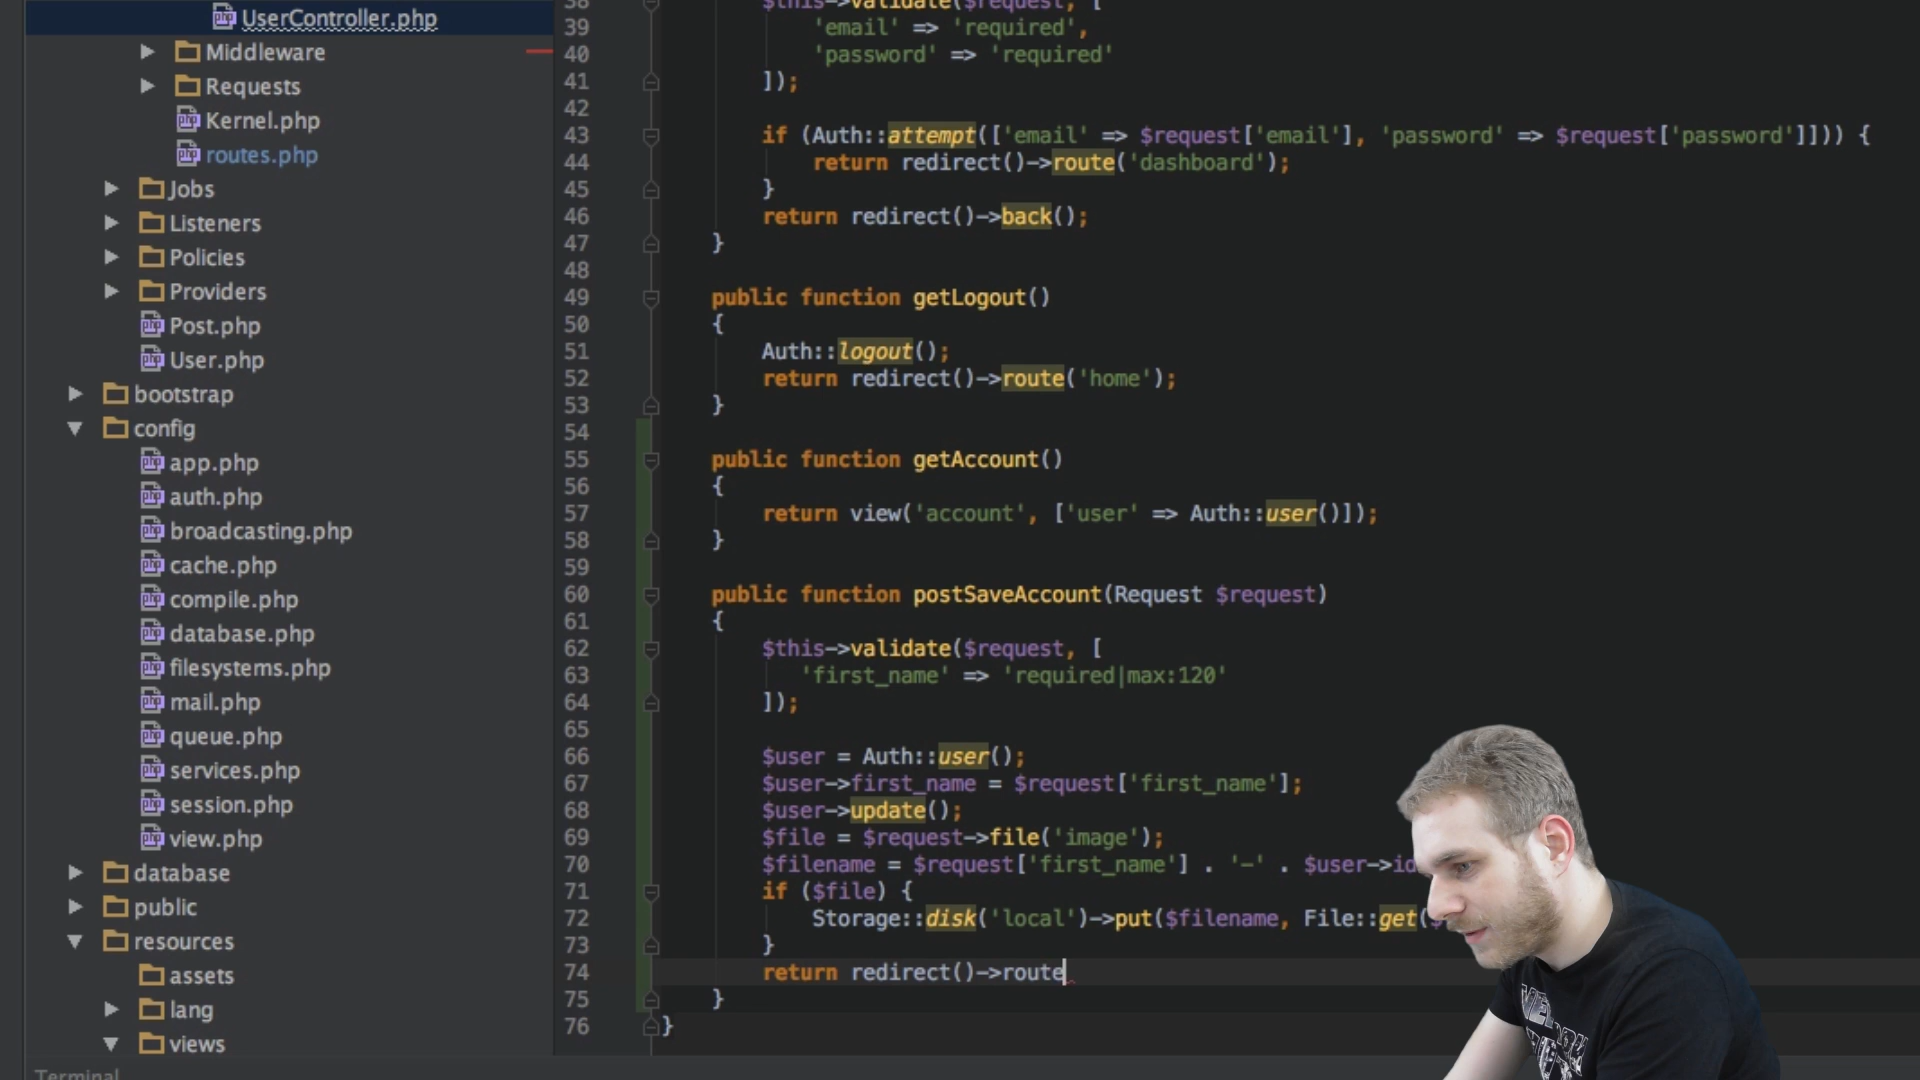 UserController.php
Middleware
Requests
Kernel.php
routes.php
Jobs
Listeners
Policies
Providers
Post.php
User.php
bootstrap
config
app.php
auth.php
broadcasting.php
cache.php
compile.php
database.php
filesystems.php
mail.php
queue.php
services.php
session.php
view.php
database
public
resources
assets
lang
views
Terminal
38 $this->validate($request, [
39 'email' => 'required',
40 'password' => 'required'
41 ]);
42
43 if (Auth::attempt(['email' => $request['email'], 'password' => $request['password']])) {
44 return redirect()->route('dashboard');
45 }
46 return redirect()->back();
47 }
48
49 public function getLogout()
50 {
51 Auth::logout();
52 return redirect()->route('home');
53 }
54
55 public function getAccount()
56 {
57 return view('account', ['user' => Auth::user()]);
58 }
59
60 public function postSaveAccount(Request $request)
61 {
62 $this->validate($request, [
63 'first_name' => 'required|max:120'
64 ]);
65
66 $user = Auth::user();
67 $user->first_name = $request['first_name'];
68 $user->update();
69 $file = $request->file('image');
70 $filename = $request['first_name'] . '-' . $user->id
71 if ($file) {
72 Storage::disk('local')->put($filename, File::get(
73 }
74 return redirect()->route
75 }
76 }